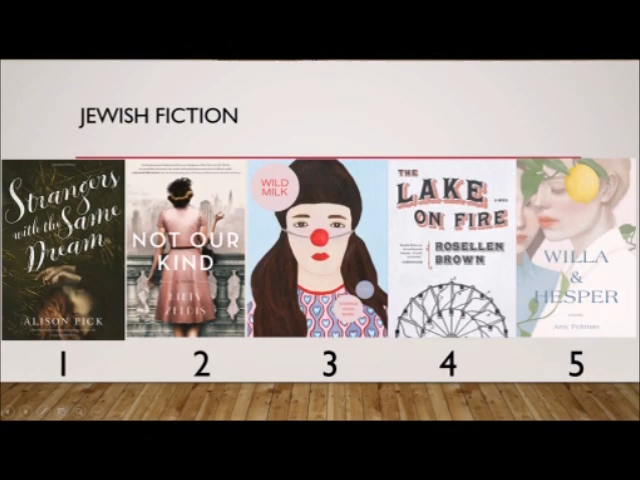 JEWISH FICTION
Strangers
with the Same
Dream
ALISON PICK
NOT OUR
KIND
WILD
MILK
THE
LAKE
ON FIRE
ROSELLEN
BROWN
WILLA
&
HESPER
Amy Feltman
1
2
3
4
5